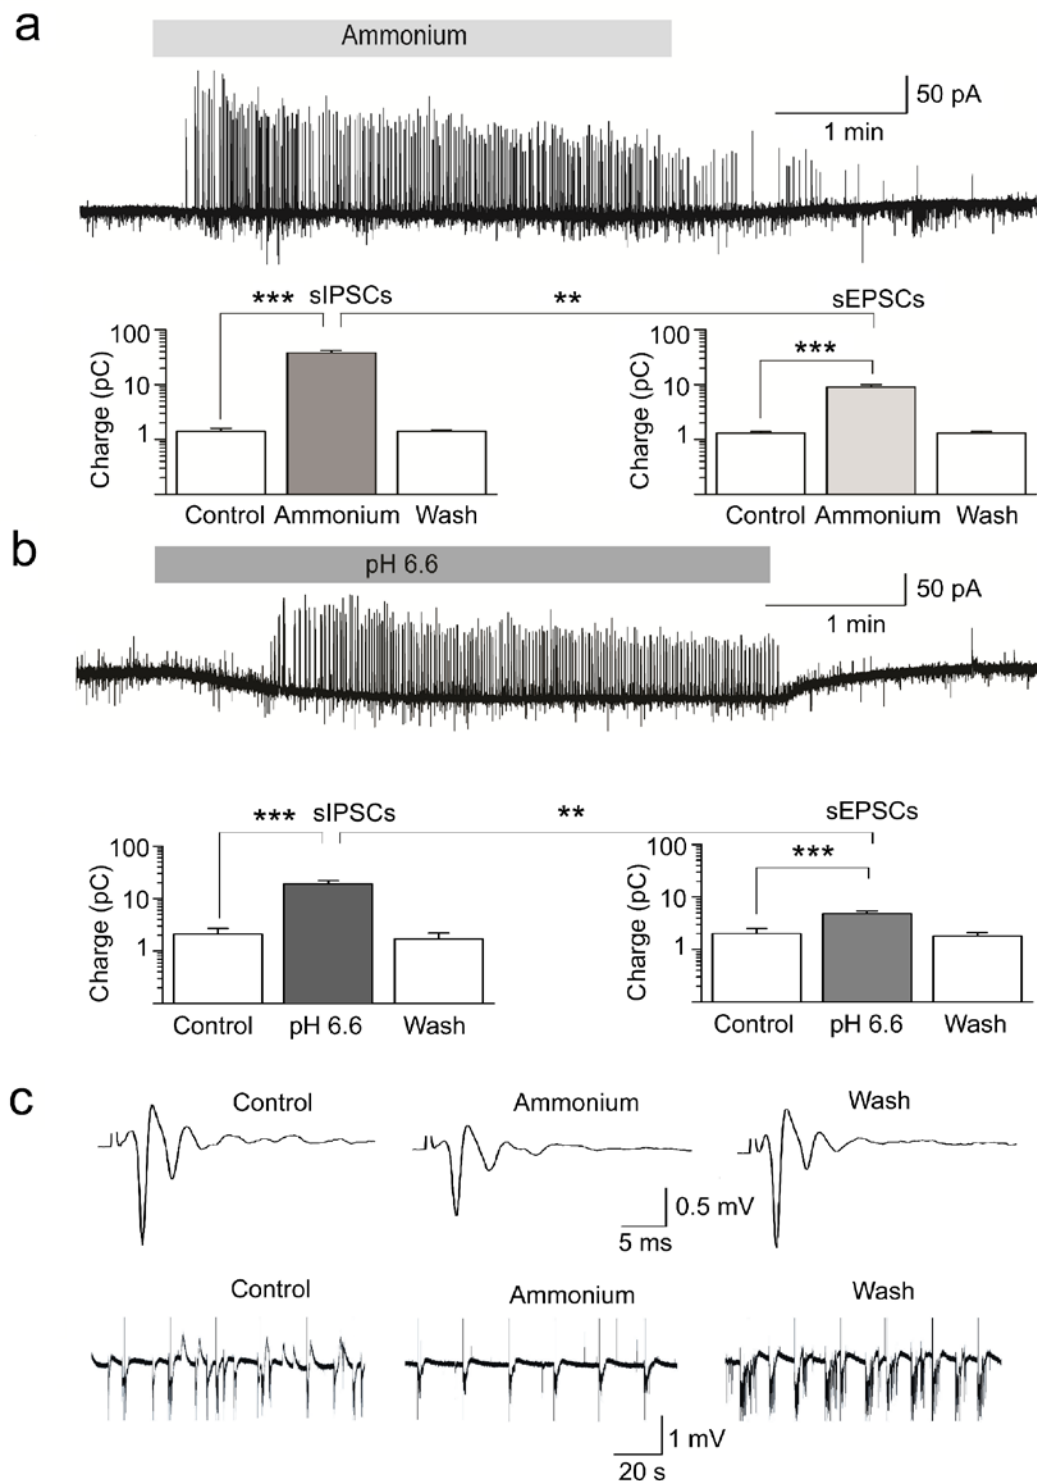 a
Ammonium
50 pA
1 min
*** sIPSCs ** sEPSCs
***
Charge (pC)
100
10
1
Control Ammonium Wash
Charge (pC)
100
10
1
Control Ammonium Wash
b
pH 6.6
50 pA
1 min
*** sIPSCs ** sEPSCs
***
Charge (pC)
100
10
1
Control pH 6.6 Wash
Charge (pC)
100
10
1
Control pH 6.6 Wash
c
Control Ammonium Wash
0.5 mV
5 ms
Control Ammonium Wash
1 mV
20 s